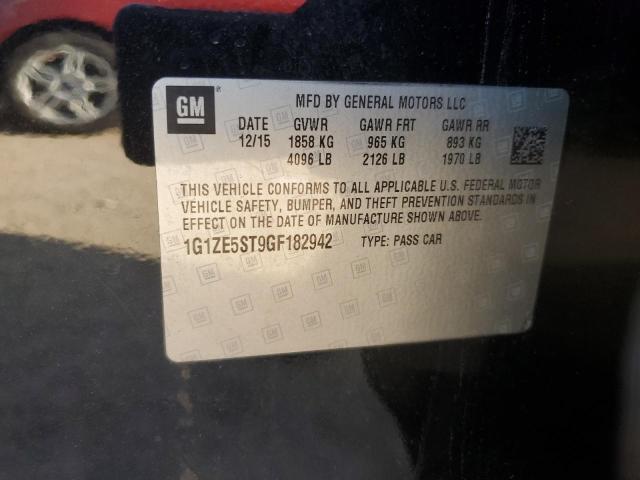 GM
MFD BY GENERAL MOTORS LLC
DATE GVWR GAWR FRT GAWR RR
12/15 1858 KG 965 KG 893 KG
4096 LB 2126 LB 1970 LB
THIS VEHICLE CONFORMS TO ALL APPLICABLE U.S. FEDERAL MOTOR
VEHICLE SAFETY, BUMPER, AND THEFT PREVENTION STANDARDS IN
EFFECT ON THE DATE OF MANUFACTURE SHOWN ABOVE.
1G1ZE5ST9GF182942 TYPE: PASS CAR